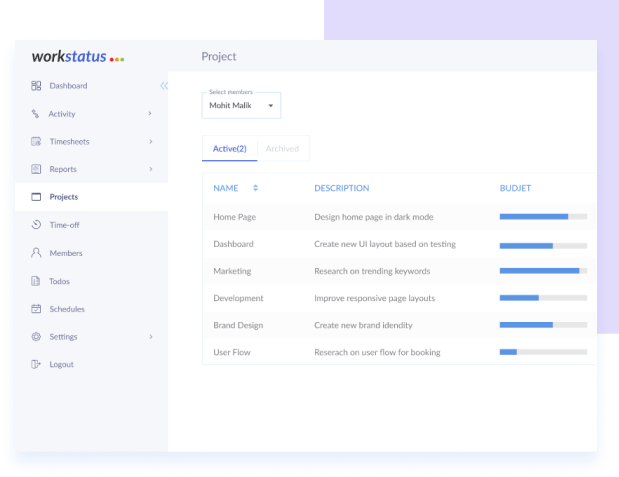 workstatus
Project
Dashboard
Activity
Timesheets
Reports
Projects
Time-off
Members
Todos
Schedules
Settings
Logout
Select members
Mohit Malik
Active(2) Archived
NAME DESCRIPTION BUDJET
Home Page Design home page in dark mode
Dashboard Create new UI layout based on testing
Marketing Research on trending keywords
Development Improve responsive page layouts
Brand Design Create new brand idendity
User Flow Reserach on user flow for booking